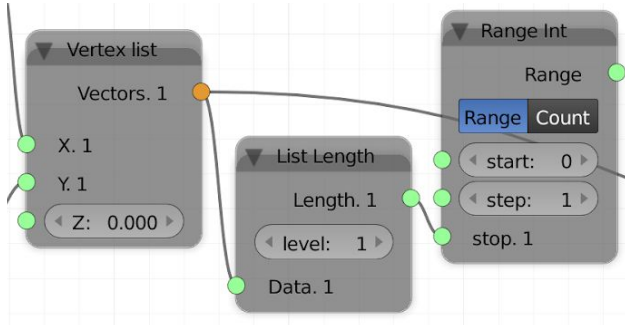 Vertex list
Vectors. 1
X. 1
Y. 1
Z: 0.000
List Length
Length. 1
level: 1
Data. 1
Range Int
Range
Range Count
start: 0
step: 1
stop. 1